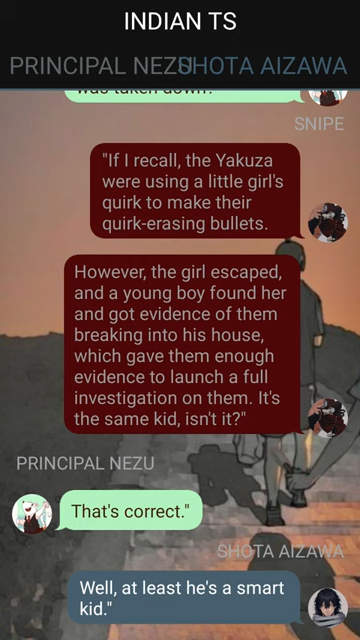 INDIAN TS
PRINCIPAL NEZU
SHOTA AIZAWA
was taken down?
SNIPE
"If I recall, the Yakuza
were using a little girl's
quirk to make their
quirk-erasing bullets.
However, the girl escaped,
and a young boy found her
and got evidence of them
breaking into his house,
which gave them enough
evidence to launch a full
investigation on them. It's
the same kid, isn't it?"
PRINCIPAL NEZU
That's correct."
SHOTA AIZAWA
Well, at least he's a smart
kid."